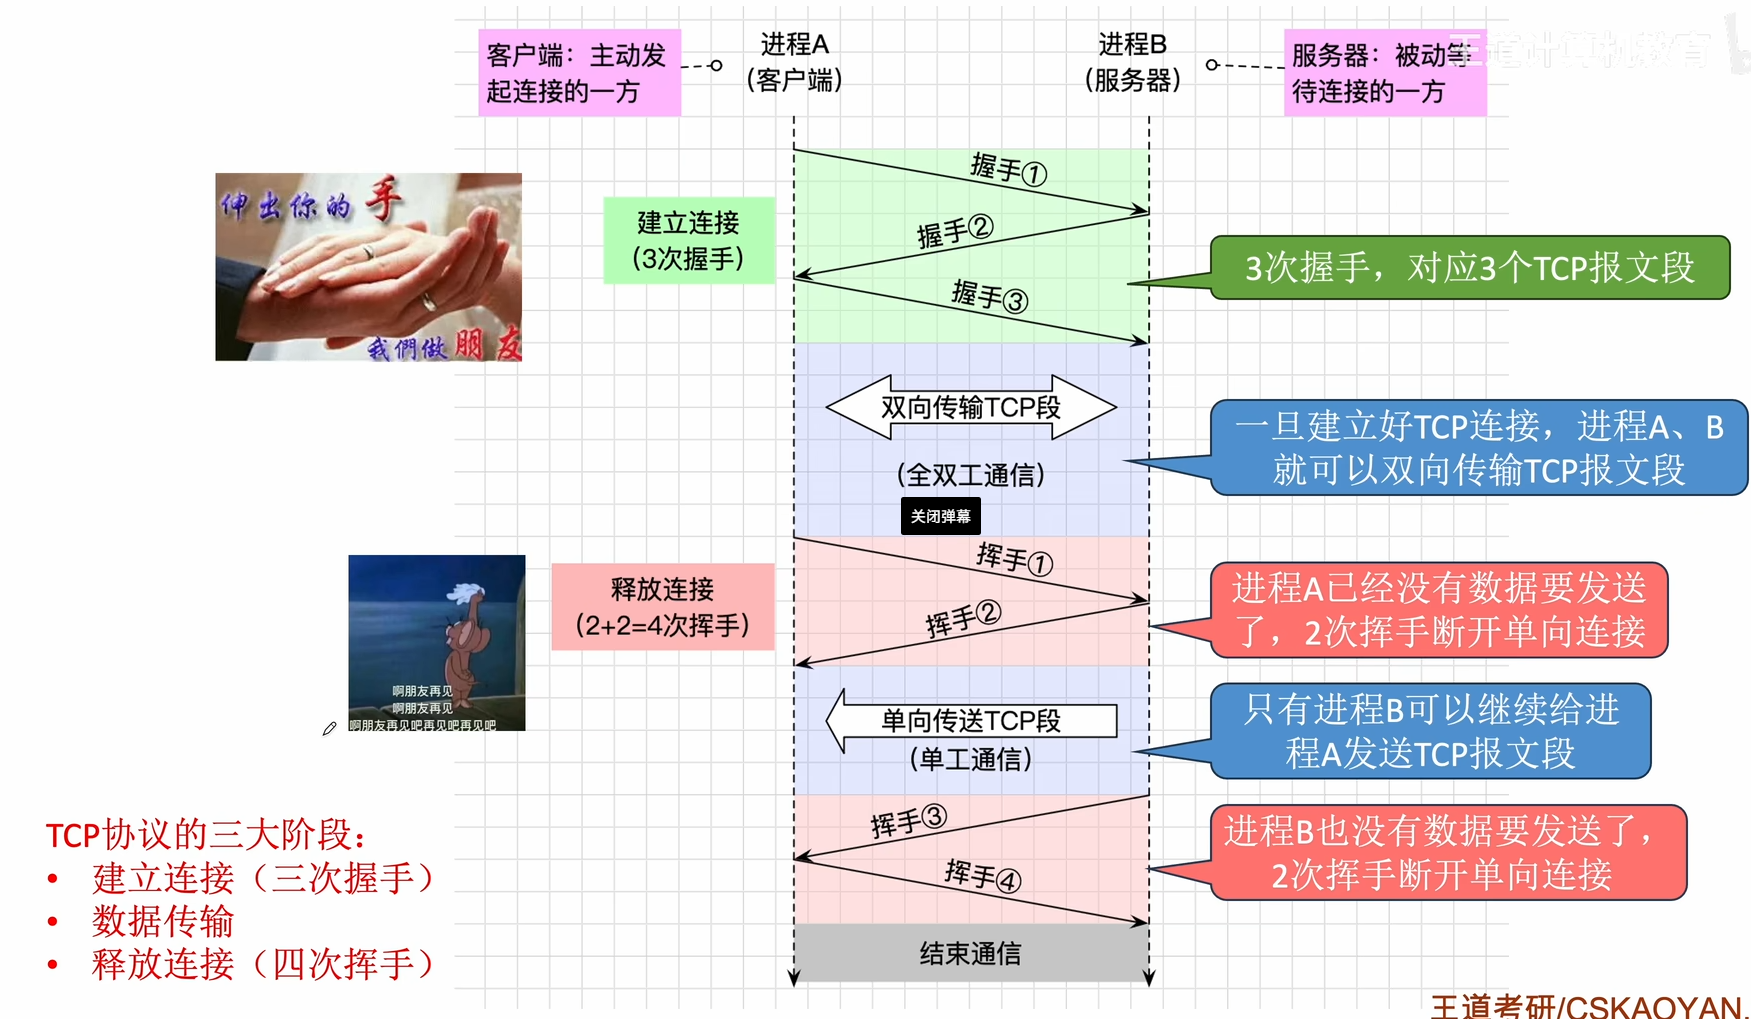 王道计算机教育
客户端：主动发
起连接的一方
进程A
（客户端）
进程B
（服务器）
服务器：被动等
待连接的一方
伸出你的手
我們做朋友
建立连接
（3次握手）
握手①
握手②
握手③
3次握手，对应3个TCP报文段
双向传输TCP段
（全双工通信）
一旦建立好TCP连接，进程A、B
就可以双向传输TCP报文段
关闭弹幕
释放连接
（2+2=4次挥手）
挥手①
挥手②
进程A已经没有数据要发送
了，2次挥手断开单向连接
啊朋友再见
啊朋友再见
啊朋友再见吧再见吧再见吧
单向传送TCP段
（单工通信）
只有进程B可以继续给进
程A发送TCP报文段
挥手③
挥手④
进程B也没有数据要发送了，
2次挥手断开单向连接
结束通信
TCP协议的三大阶段：
• 建立连接（三次握手）
• 数据传输
• 释放连接（四次挥手）
王道考研/CSKAOYAN.